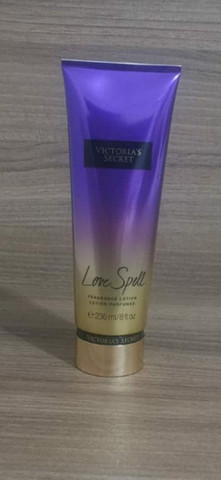 VICTORIA'S
SECRET
Love Spell
FRAGRANCE LOTION
LOTION PARFUMÉE
℮236 ml/8 fl oz
VICTORIA'S SECRET